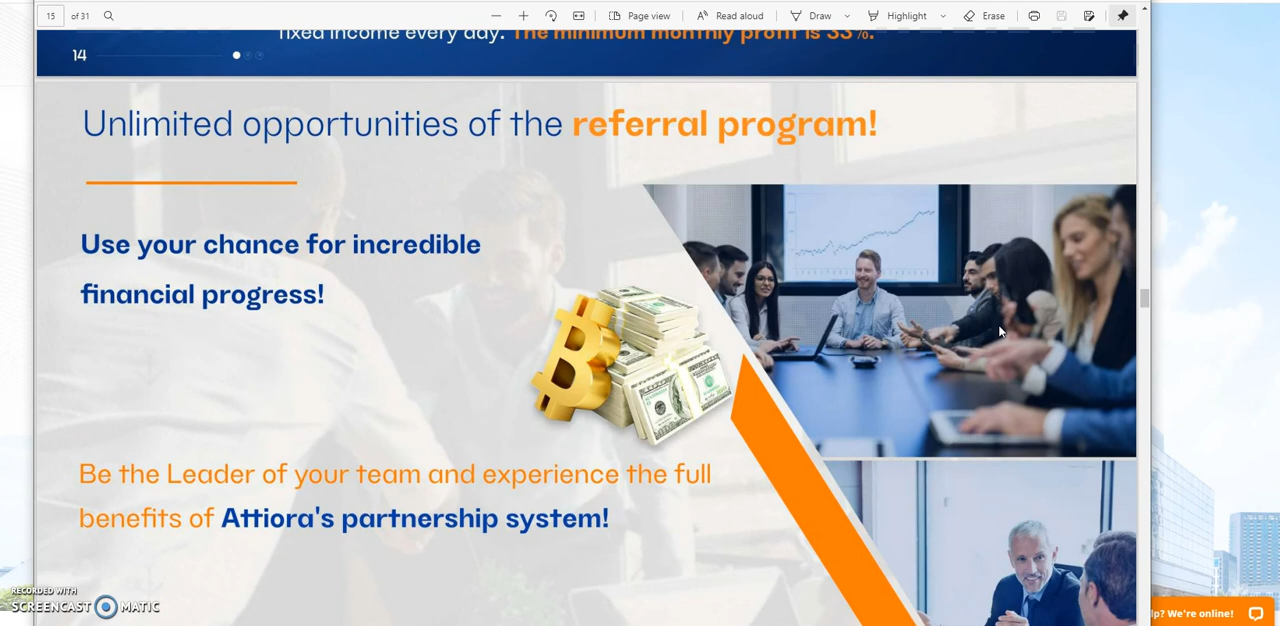 15 of 31 Page view Read aloud Draw Highlight Erase
fixed income every day. The minimum monthly profit is 33%.
14
Unlimited opportunities of the referral program!
Use your chance for incredible
financial progress!
Be the Leader of your team and experience the full
benefits of Attiora's partnership system!
RECORDED WITH
SCREENCAST MATIC
lp? We're online!